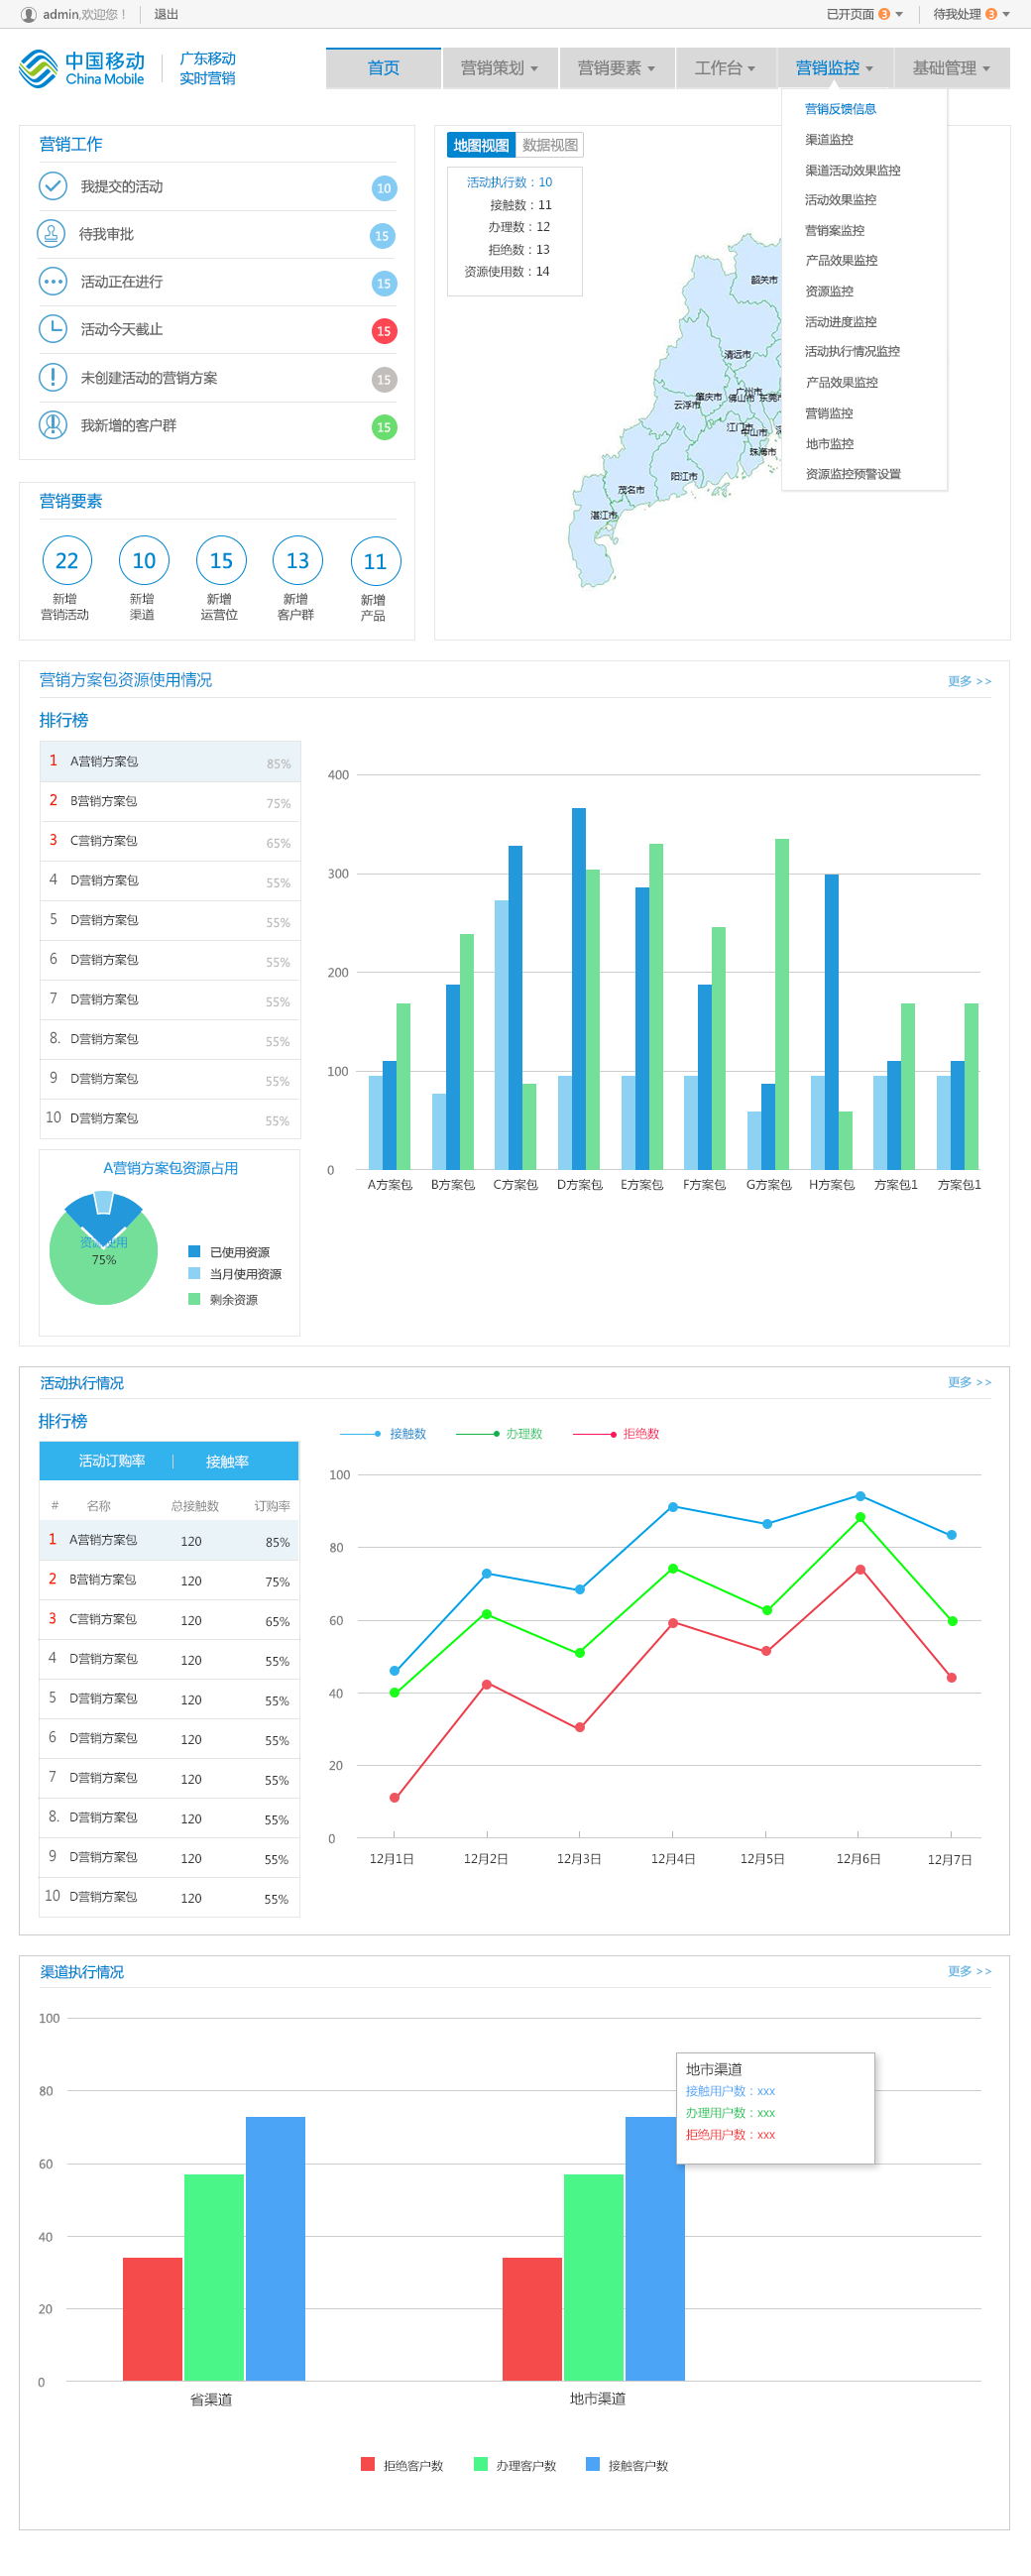 admin,欢迎您！ 退出 已开页面 3 待我处理 3
中国移动 China Mobile
广东移动
实时营销
首页 营销策划 营销要素 工作台 营销监控 基础管理
营销反馈信息
渠道监控
渠道活动效果监控
活动效果监控
营销案监控
产品效果监控
资源监控
活动进度监控
活动执行情况监控
产品效果监控
营销监控
地市监控
资源监控预警设置
营销工作
我提交的活动 10
待我审批 15
活动正在进行 15
活动今天截止 15
未创建活动的营销方案 15
我新增的客户群 15
地图视图 数据视图
活动执行数：10
接触数：11
办理数：12
拒绝数：13
资源使用数：14
韶关市
清远市
广州市
肇庆市 佛山市 东莞市
云浮市
江门市 中山市
珠海市
阳江市
茂名市
湛江市
营销要素
22 10 15 13 11
新增 新增 新增 新增 新增
营销活动 渠道 运营位 客户群 产品
营销方案包资源使用情况 更多 >>
排行榜
1 A营销方案包 85%
2 B营销方案包 75%
3 C营销方案包 65%
4 D营销方案包 55%
5 D营销方案包 55%
6 D营销方案包 55%
7 D营销方案包 55%
8. D营销方案包 55%
9 D营销方案包 55%
10 D营销方案包 55%
400
300
200
100
0
A方案包 B方案包 C方案包 D方案包 E方案包 F方案包 G方案包 H方案包 方案包1 方案包1
A营销方案包资源占用
资源使用
75%
已使用资源
当月使用资源
剩余资源
活动执行情况 更多 >>
排行榜
活动订购率 | 接触率
# 名称 总接触数 订购率
1 A营销方案包 120 85%
2 B营销方案包 120 75%
3 C营销方案包 120 65%
4 D营销方案包 120 55%
5 D营销方案包 120 55%
6 D营销方案包 120 55%
7 D营销方案包 120 55%
8. D营销方案包 120 55%
9 D营销方案包 120 55%
10 D营销方案包 120 55%
接触数 办理数 拒绝数
100
80
60
40
20
0
12月1日 12月2日 12月3日 12月4日 12月5日 12月6日 12月7日
渠道执行情况 更多 >>
100
80
60
40
20
0
地市渠道
接触用户数：xxx
办理用户数：xxx
拒绝用户数：xxx
省渠道 地市渠道
拒绝客户数 办理客户数 接触客户数